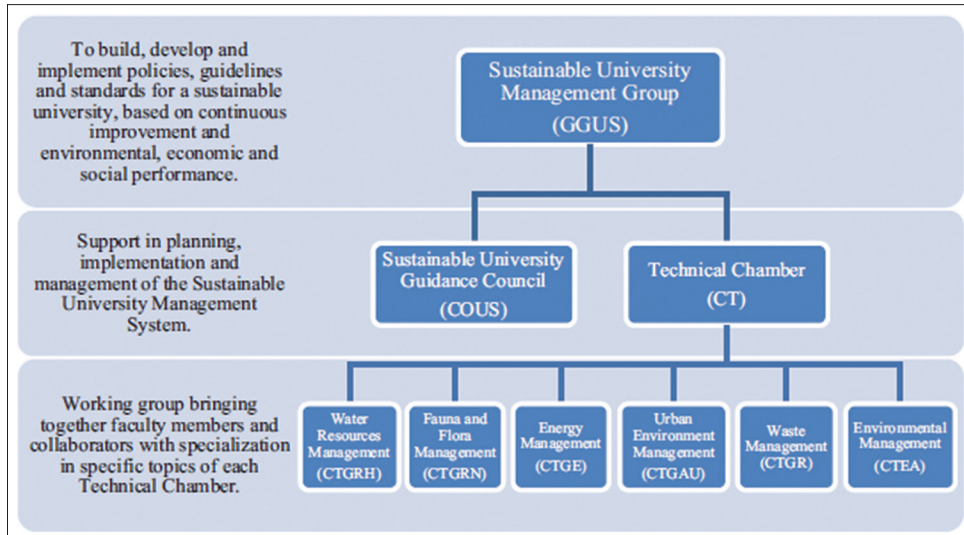 To build, develop and
implement policies, guidelines
and standards for a sustainable
university, based on continuous
improvement and
environmental, economic and
social performance.
Sustainable University
Management Group
(GGUS)
Support in planning,
implementation and
management of the Sustainable
University Management
System.
Sustainable University
Guidance Council
(COUS)
Technical Chamber
(CT)
Working group bringing
together faculty members and
collaborators with specialization
in specific topics of each
Technical Chamber.
Water
Resources
Management
(CTGRH)
Fauna and
Flora
Management
(CTGRN)
Energy
Management
(CTGE)
Urban
Environment
Management
(CTGAU)
Waste
Management
(CTGR)
Environmental
Management
(CTEA)